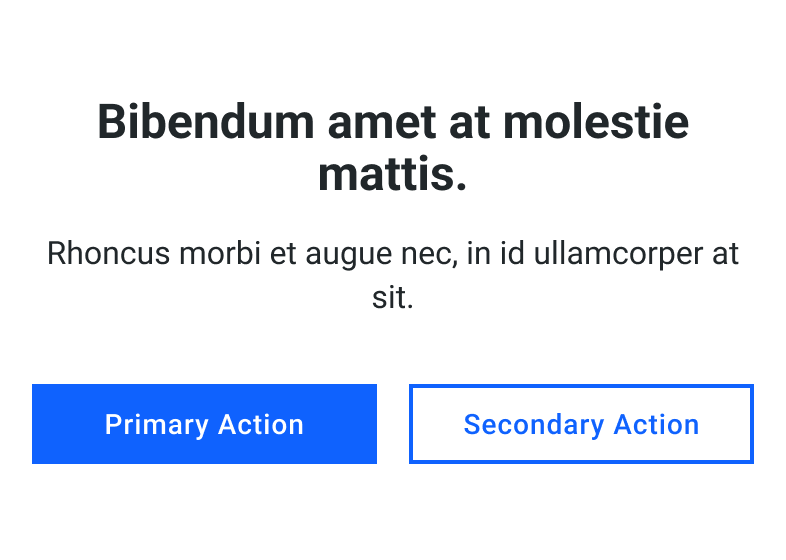 Bibendum amet at molestie
mattis.
Rhoncus morbi et augue nec, in id ullamcorper at
sit.
Primary Action
Secondary Action